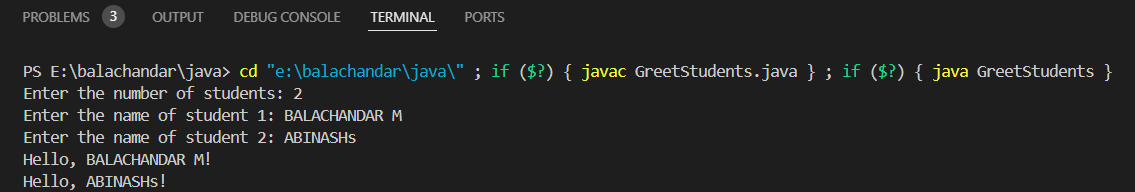 PROBLEMS 3 OUTPUT DEBUG CONSOLE TERMINAL PORTS
PS E:\balachandar\java> cd "e:\balachandar\java\" ; if ($?) { javac GreetStudents.java } ; if ($?) { java GreetStudents }
Enter the number of students: 2
Enter the name of student 1: BALACHANDAR M
Enter the name of student 2: ABINASHs
Hello, BALACHANDAR M!
Hello, ABINASHs!